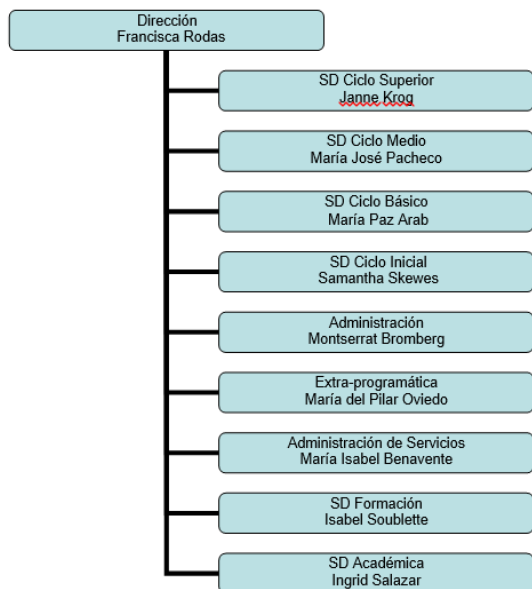 Dirección
Francisca Rodas
SD Ciclo Superior
Janne Krog
SD Ciclo Medio
María José Pacheco
SD Ciclo Básico
María Paz Arab
SD Ciclo Inicial
Samantha Skewes
Administración
Montserrat Bromberg
Extra-programática
María del Pilar Oviedo
Administración de Servicios
María Isabel Benavente
SD Formación
Isabel Soublette
SD Académica
Ingrid Salazar